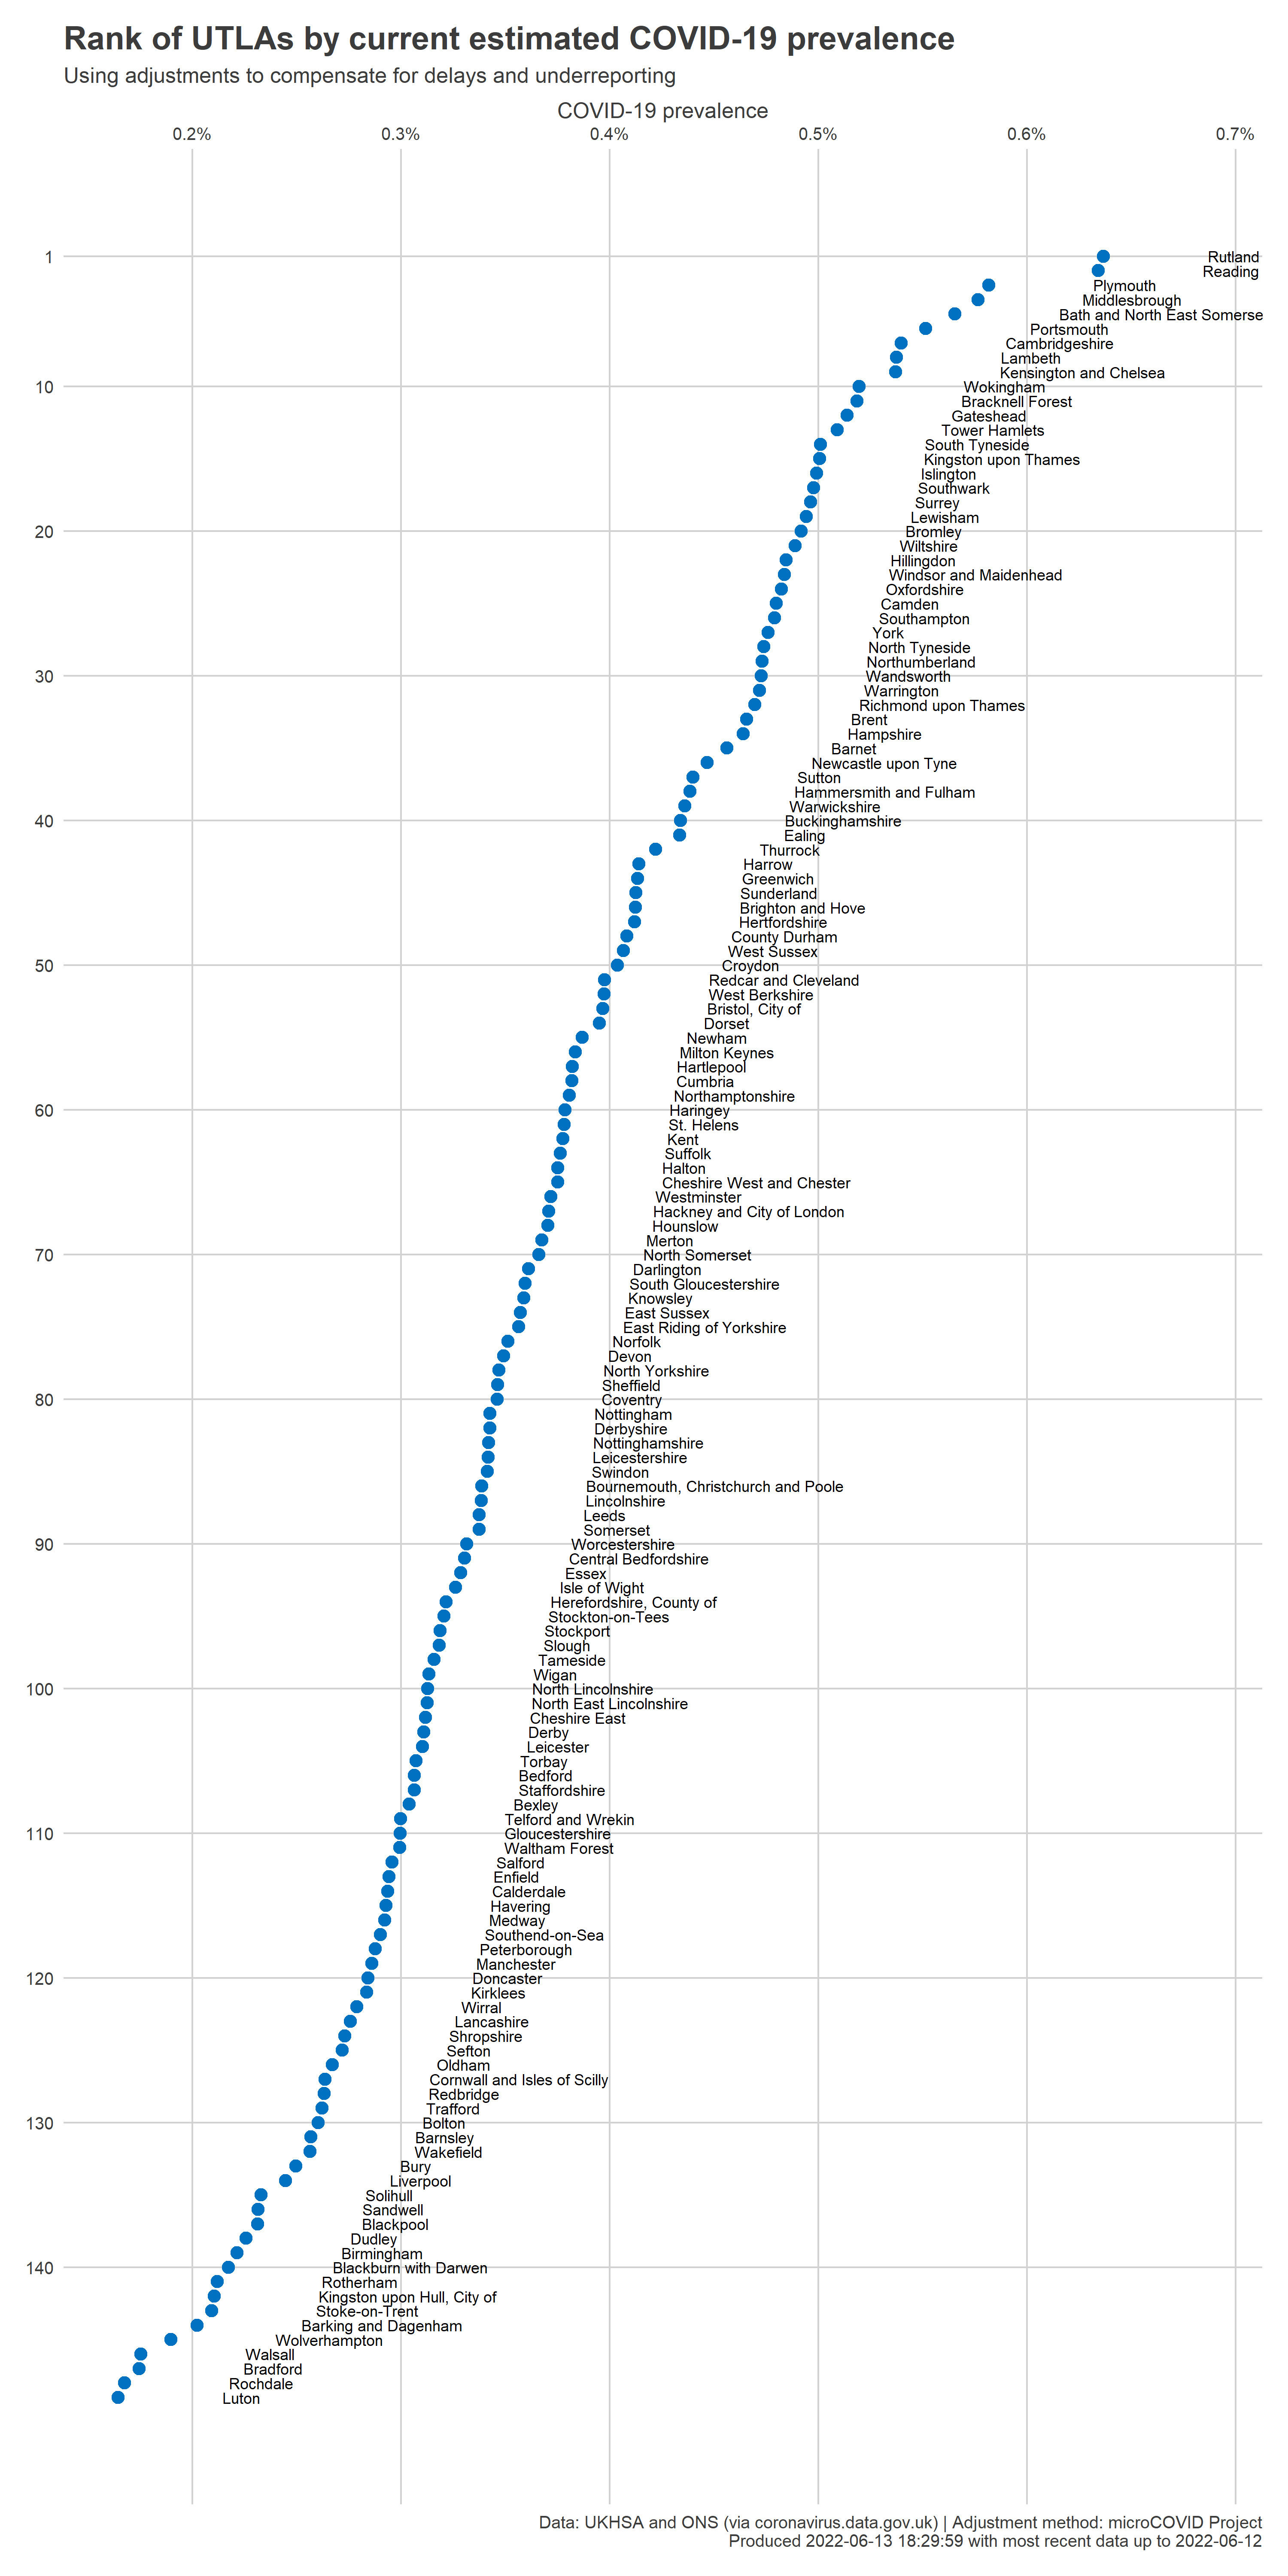 Rank of UTLAs by current estimated COVID-19 prevalence
Using adjustments to compensate for delays and underreporting
COVID-19 prevalence
0.2% 0.3% 0.4% 0.5% 0.6% 0.7%
1 Rutland
Reading
Plymouth
Middlesbrough
Bath and North East Somerse
Portsmouth
Cambridgeshire
Lambeth
Kensington and Chelsea
10 Wokingham
Bracknell Forest
Gateshead
Tower Hamlets
South Tyneside
Kingston upon Thames
Islington
Southwark
Surrey
Lewisham
20 Bromley
Wiltshire
Hillingdon
Windsor and Maidenhead
Oxfordshire
Camden
Southampton
York
North Tyneside
Northumberland
30 Wandsworth
Warrington
Richmond upon Thames
Brent
Hampshire
Barnet
Newcastle upon Tyne
Sutton
Hammersmith and Fulham
Warwickshire
40 Buckinghamshire
Ealing
Thurrock
Harrow
Greenwich
Sunderland
Brighton and Hove
Hertfordshire
County Durham
West Sussex
50 Croydon
Redcar and Cleveland
West Berkshire
Bristol, City of
Dorset
Newham
Milton Keynes
Hartlepool
Cumbria
Northamptonshire
60 Haringey
St. Helens
Kent
Suffolk
Halton
Cheshire West and Chester
Westminster
Hackney and City of London
Hounslow
Merton
70 North Somerset
Darlington
South Gloucestershire
Knowsley
East Sussex
East Riding of Yorkshire
Norfolk
Devon
North Yorkshire
Sheffield
80 Coventry
Nottingham
Derbyshire
Nottinghamshire
Leicestershire
Swindon
Bournemouth, Christchurch and Poole
Lincolnshire
Leeds
Somerset
90 Worcestershire
Central Bedfordshire
Essex
Isle of Wight
Herefordshire, County of
Stockton-on-Tees
Stockport
Slough
Tameside
Wigan
100 North Lincolnshire
North East Lincolnshire
Cheshire East
Derby
Leicester
Torbay
Bedford
Staffordshire
Bexley
Telford and Wrekin
110 Gloucestershire
Waltham Forest
Salford
Enfield
Calderdale
Havering
Medway
Southend-on-Sea
Peterborough
Manchester
120 Doncaster
Kirklees
Wirral
Lancashire
Shropshire
Sefton
Oldham
Cornwall and Isles of Scilly
Redbridge
Trafford
130 Bolton
Barnsley
Wakefield
Bury
Liverpool
Solihull
Sandwell
Blackpool
Dudley
Birmingham
140 Blackburn with Darwen
Rotherham
Kingston upon Hull, City of
Stoke-on-Trent
Barking and Dagenham
Wolverhampton
Walsall
Bradford
Rochdale
Luton
Data: UKHSA and ONS (via coronavirus.data.gov.uk) | Adjustment method: microCOVID Project
Produced 2022-06-13 18:29:59 with most recent data up to 2022-06-12